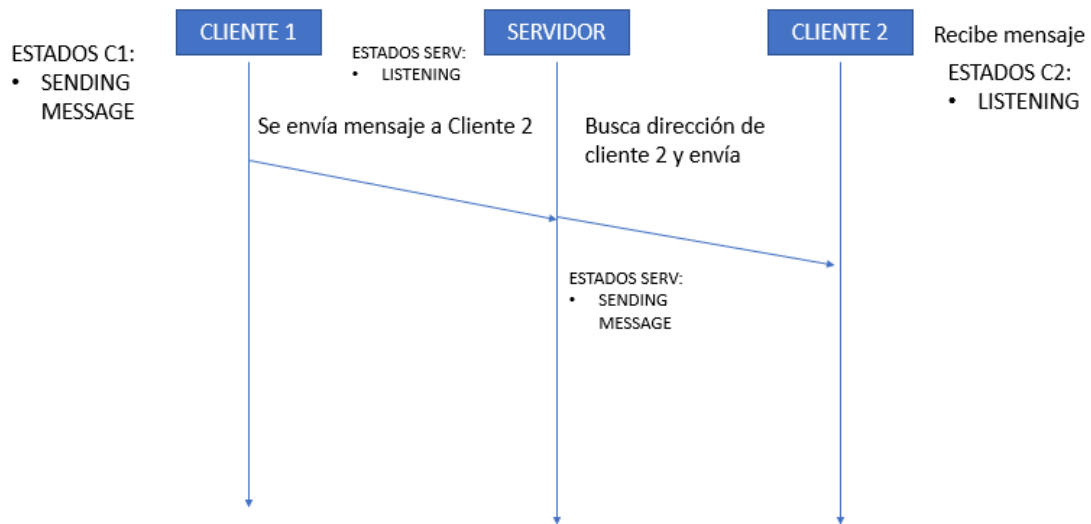 CLIENTE 1
SERVIDOR
CLIENTE 2
Recibe mensaje
ESTADOS C1:
• SENDING
MESSAGE
ESTADOS SERV:
• LISTENING
ESTADOS C2:
• LISTENING
Se envía mensaje a Cliente 2
Busca dirección de
cliente 2 y envía
ESTADOS SERV:
• SENDING
MESSAGE